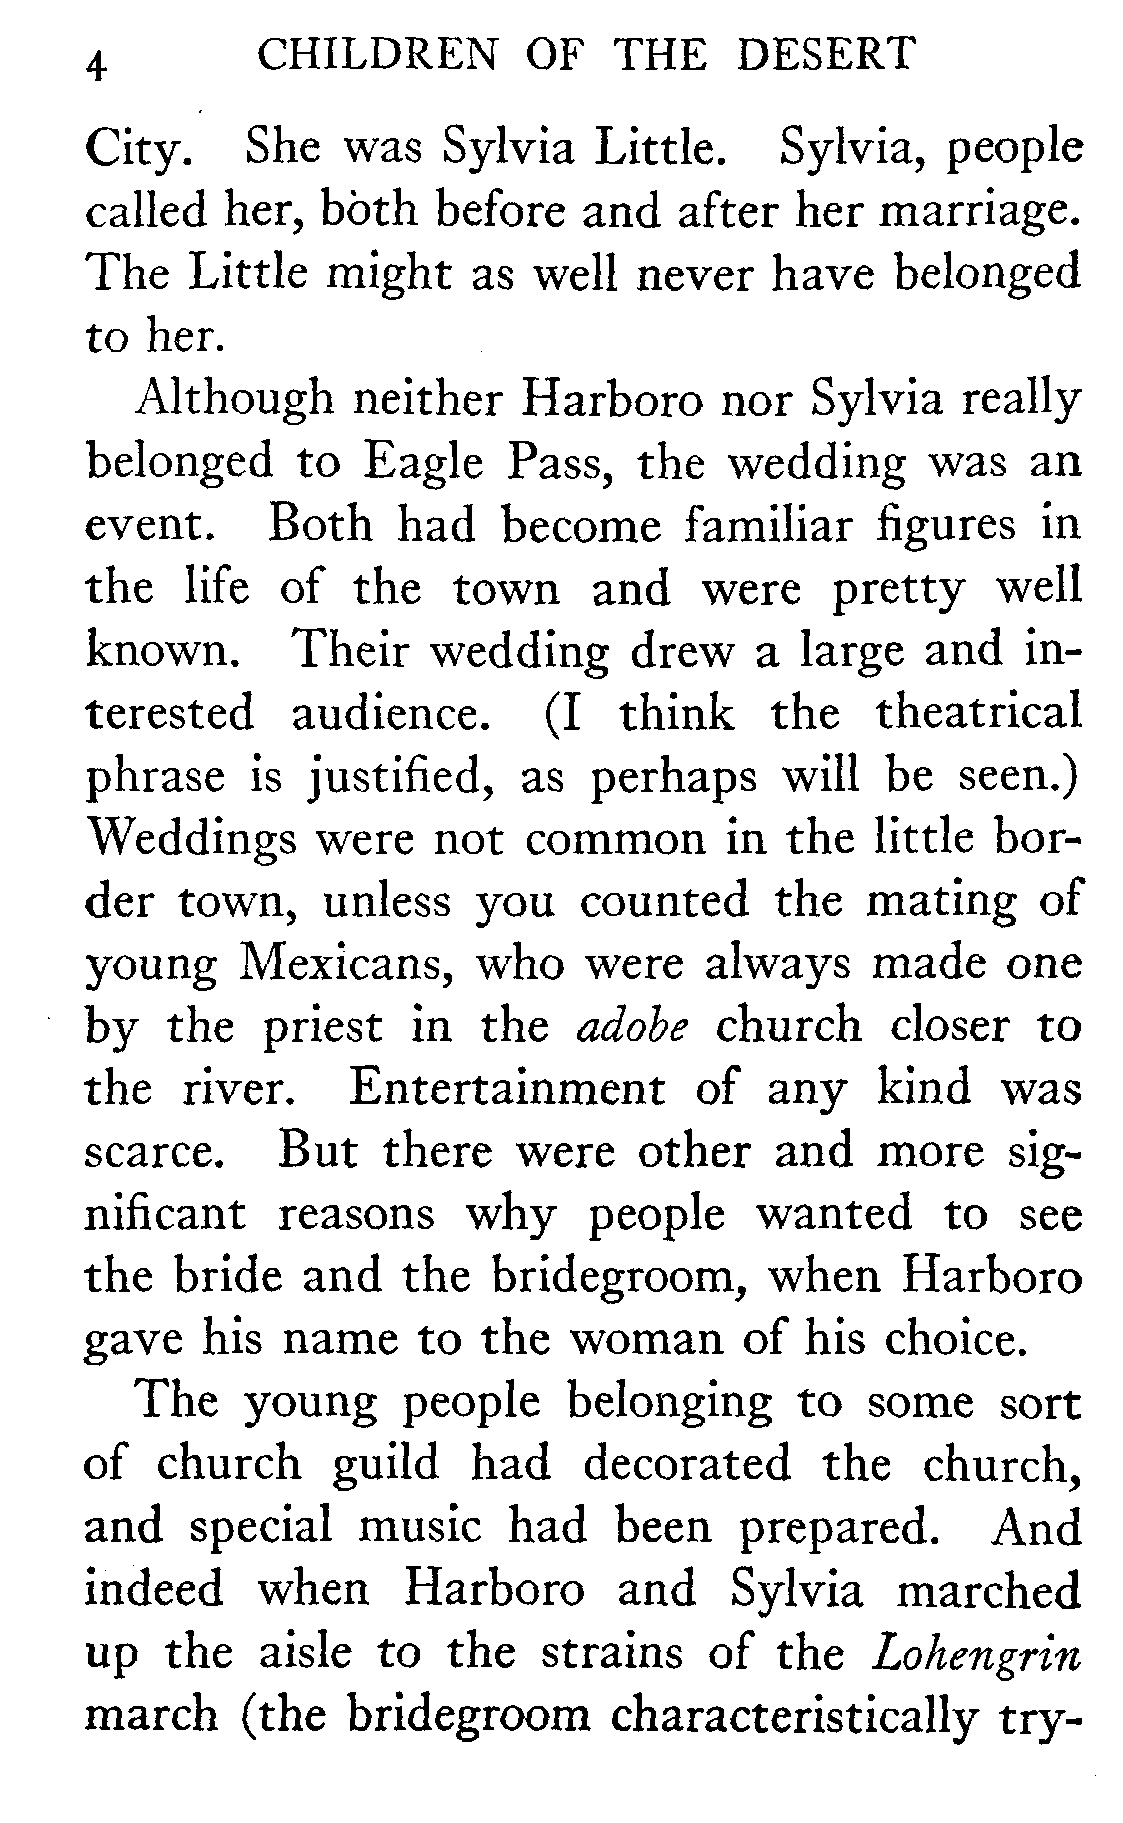 4 CHILDREN OF THE DESERT
City. She was Sylvia Little. Sylvia, people
called her, both before and after her marriage.
The Little might as well never have belonged
to her.
Although neither Harboro nor Sylvia really
belonged to Eagle Pass, the wedding was an
event. Both had become familiar figures in
the life of the town and were pretty well
known. Their wedding drew a large and in-
terested audience. (I think the theatrical
phrase is justified, as perhaps will be seen.)
Weddings were not common in the little bor-
der town, unless you counted the mating of
young Mexicans, who were always made one
by the priest in the adobe church closer to
the river. Entertainment of any kind was
scarce. But there were other and more sig-
nificant reasons why people wanted to see
the bride and the bridegroom, when Harboro
gave his name to the woman of his choice.
The young people belonging to some sort
of church guild had decorated the church,
and special music had been prepared. And
indeed when Harboro and Sylvia marched
up the aisle to the strains of the Lohengrin
march (the bridegroom characteristically try-